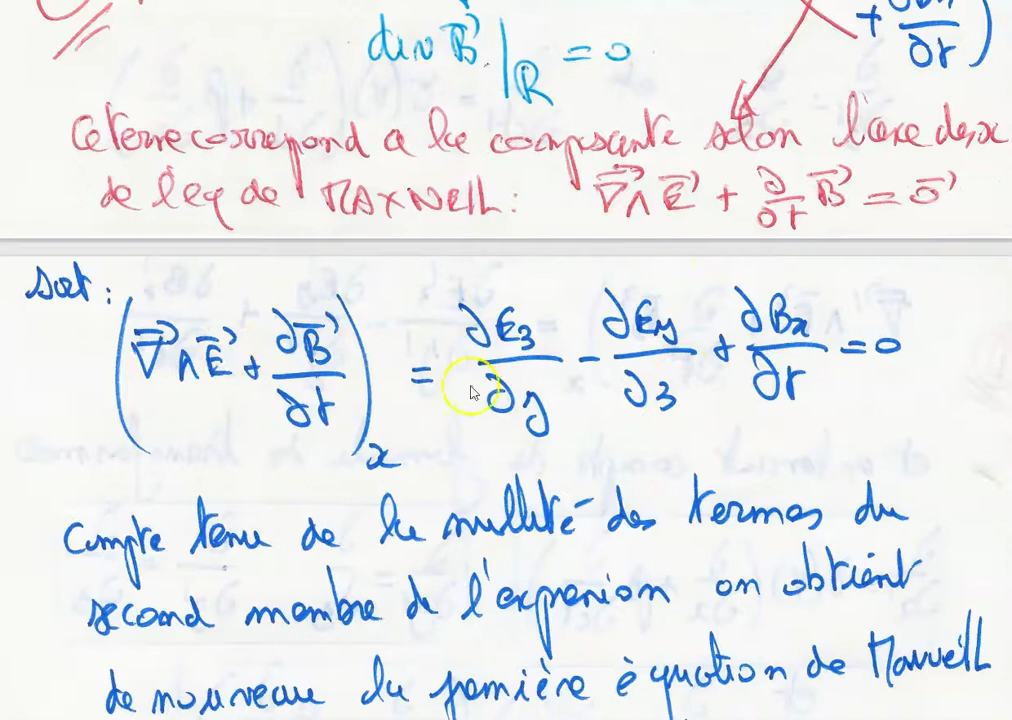 div B⃗ |R = 0
+ ∂Bx/∂t )
Ce terme correspond a la composante selon l'axe des x
de l'eq de MAXWELL : ∇⃗ ∧ E⃗ + ∂/∂t B⃗ = 0⃗
soit :
( ∇⃗ ∧ E⃗ + ∂B⃗/∂t )x = ∂Ez/∂y - ∂Ey/∂z + ∂Bx/∂t = 0
compte tenu de la nullité des termes du
second membre de l'expression on obtient
de nouveau la première équation de Maxwell